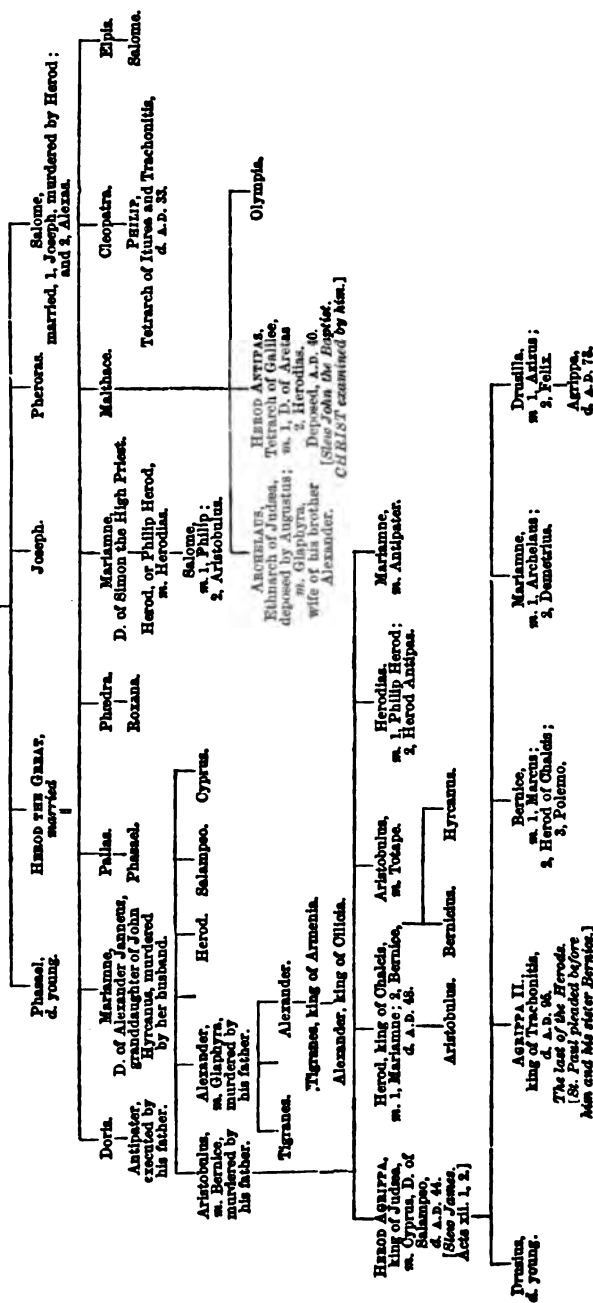 Phasael,
d. young.
HEROD THE GREAT,
married
Joseph.
Pheroras.
Salome,
married, 1, Joseph, murdered by Herod;
and 2, Alexas.
Doris.
Antipater,
executed by
his father.
Mariamne,
D. of Alexander Janneus,
granddaughter of John
Hyrcanus, murdered
by her husband.
Pallas.
Phasael.
Phœdra.
Roxana.
Mariamne,
D. of Simon the High Priest.
Herod, or Philip Herod,
m. Herodias.
Salome,
m. 1, Philip;
2, Aristobulus.
Malthace.
Cleopatra.
PHILIP,
Tetrarch of Iturea and Trachonitis,
d. A.D. 33.
Elpis.
Salome.
Aristobulus,
m. Bernice,
murdered by
his father.
Alexander,
m. Glaphyra,
murdered by
his father.
Herod.
Salampso.
Cyprus.
ARCHELAUS,
Ethnarch of Judæa,
deposed by Augustus;
m. Glaphyra,
wife of his brother
Alexander.
HEROD ANTIPAS,
Tetrarch of Galilee,
m. 1, D. of Aretas
2, Herodias.
Deposed, A.D. 40.
[Slew John the Baptist.
CHRIST examined by him.]
Olympia.
Tigranes.
Alexander.
Tigranes, king of Armenia.
Alexander, king of Cilicia.
HEROD AGRIPPA,
king of Judæa,
m. Cyprus, D. of
Salampso,
d. A.D. 44.
[Slew James.
Acts xii. 1, 2.]
Herod, king of Chalcis,
m. 1, Mariamne; 2, Bernice,
d. A.D. 48.
Aristobulus.
Bernicius.
Hyrcanus.
Aristobulus,
m. Totape.
Herodias.
m. 1, Philip Herod;
2, Herod Antipas.
Mariamne,
m. Antipater.
Drusius,
d. young.
AGRIPPA II.
king of Trachonitis,
d. A.D. 96.
The last of the Herods.
[St. Paul pleaded before
him and his sister Bernice.]
Bernice,
m. 1, Marcus;
2, Herod of Chalcis;
3, Polemo.
Mariamne,
m. 1, Archelaus;
2, Demetrius.
Drusilla.
m 1, Azizus;
2, Felix.
Agrippa,
d. A.D. 78.